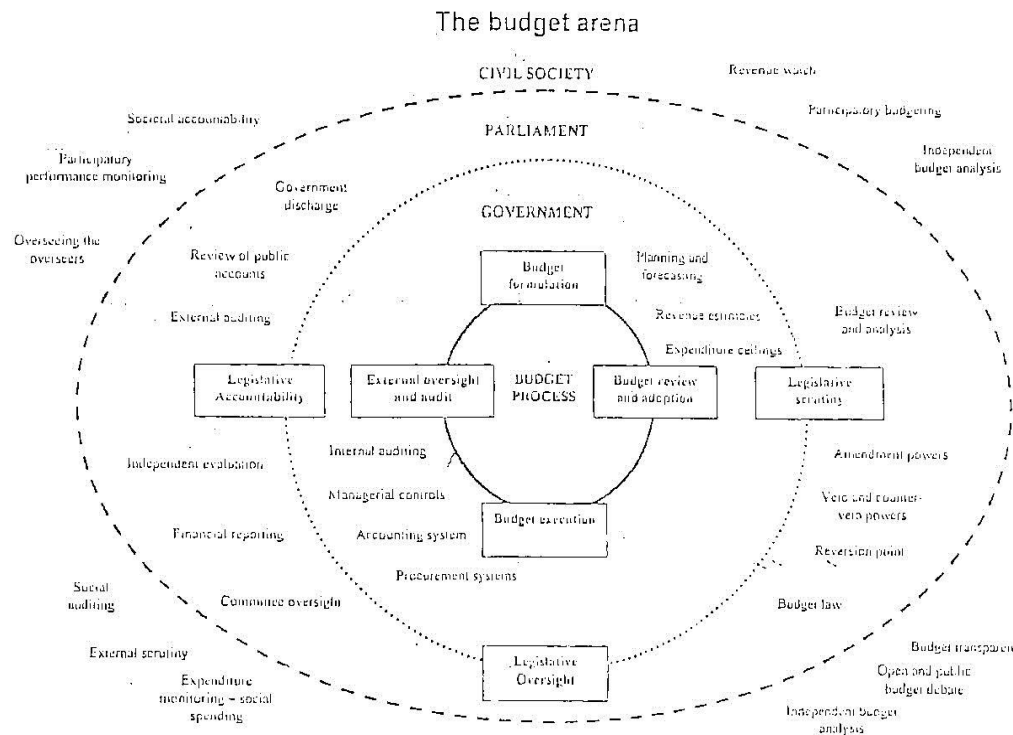 The budget arena
CIVIL SOCIETY
Revenue watch
Societal accountability
Participatory budgeting
PARLIAMENT
Participatory
performance monitoring
Independent
budget analysis
Government
discharge
GOVERNMENT
Overseeing the
overseers
Review of public
accounts
Budget
formulation
Planning and
forecasting
External auditing
Revenue estimates
Budget review
and analysis
Expenditure ceilings
Legislative
Accountability
External oversight
and audit
BUDGET
PROCESS
Budget review
and adoption
Legislative
scrutiny
Internal auditing
Amendment powers
Independent evaluation
Managerial controls
Veto and counter-
veto powers
Budget execution
Financial reporting
Accounting system
Reversion point
Procurement systems
Social
auditing
Committee oversight
Budget law
External scrutiny
Legislative
Oversight
Budget transparen
Expenditure
monitoring – social
spending
Open and public
budget debate
Independent budget
analysis